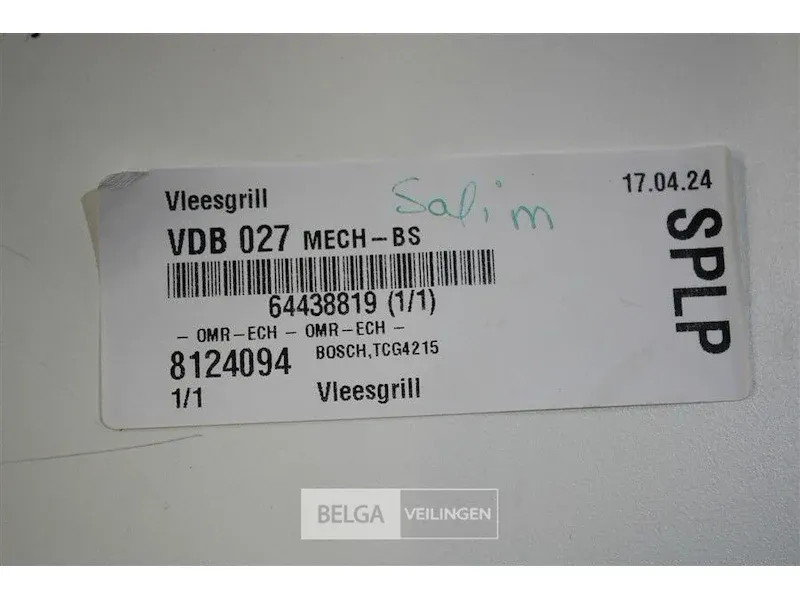 Vleesgrill
Salim
17.04.24
VDB 027 MECH-BS
64438819 (1/1)
- OMR-ECH - OMR-ECH -
8124094
BOSCH,TCG4215
1/1
Vleesgrill
SPLP
BELGA VEILINGEN